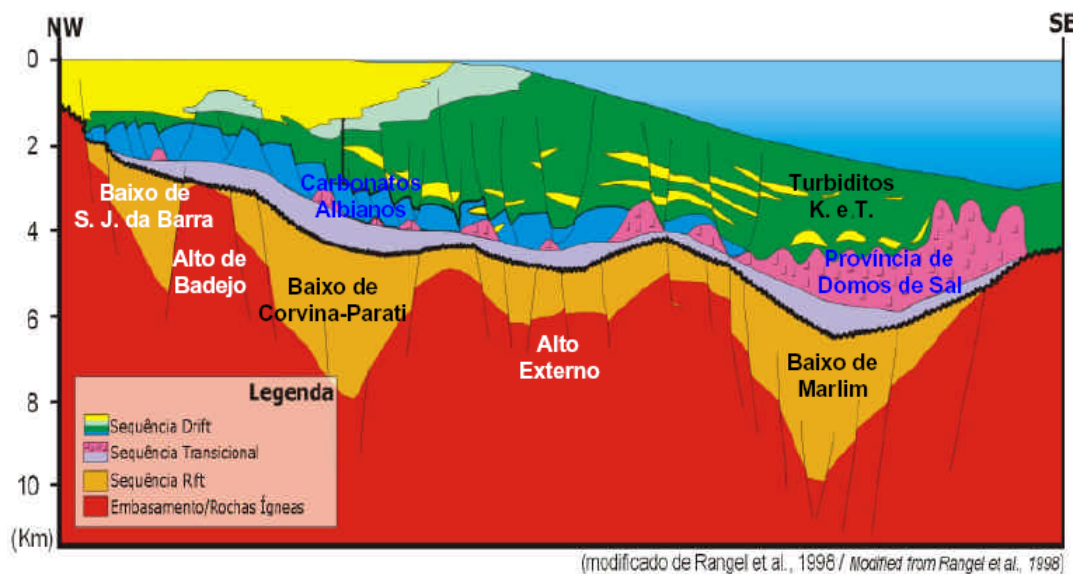 NW
SE
0
2
4
6
8
10
(Km)
Baixo de
S. J. da Barra
Alto de
Badejo
Carbonatos
Albianos
Baixo de
Corvina-Parati
Alto
Externo
Turbiditos
K. e T.
Província de
Domos de Sal
Baixo de
Marlim
Legenda
Sequência Drift
Sequência Transicional
Sequência Rift
Embasamento/Rochas Ígneas
(modificado de Rangel et al., 1998 / Modified from Rangel et al., 1998)